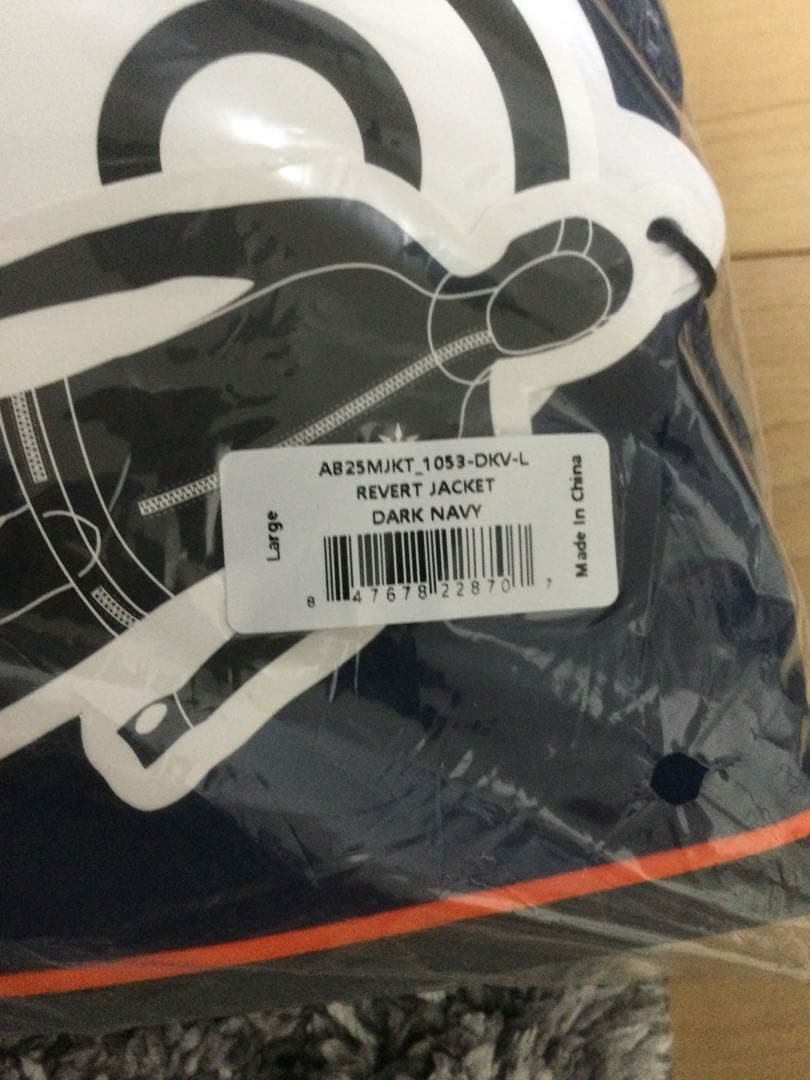 AB25MJKT_1053-DKV-L
REVERT JACKET
DARK NAVY
Large
Made In China
8 47678 22870 7